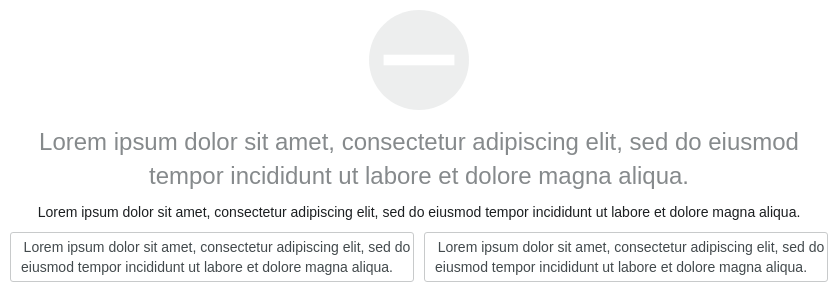 Lorem ipsum dolor sit amet, consectetur adipiscing elit, sed do eiusmod
tempor incididunt ut labore et dolore magna aliqua.
Lorem ipsum dolor sit amet, consectetur adipiscing elit, sed do eiusmod tempor incididunt ut labore et dolore magna aliqua.
Lorem ipsum dolor sit amet, consectetur adipiscing elit, sed do
eiusmod tempor incididunt ut labore et dolore magna aliqua.
Lorem ipsum dolor sit amet, consectetur adipiscing elit, sed do
eiusmod tempor incididunt ut labore et dolore magna aliqua.